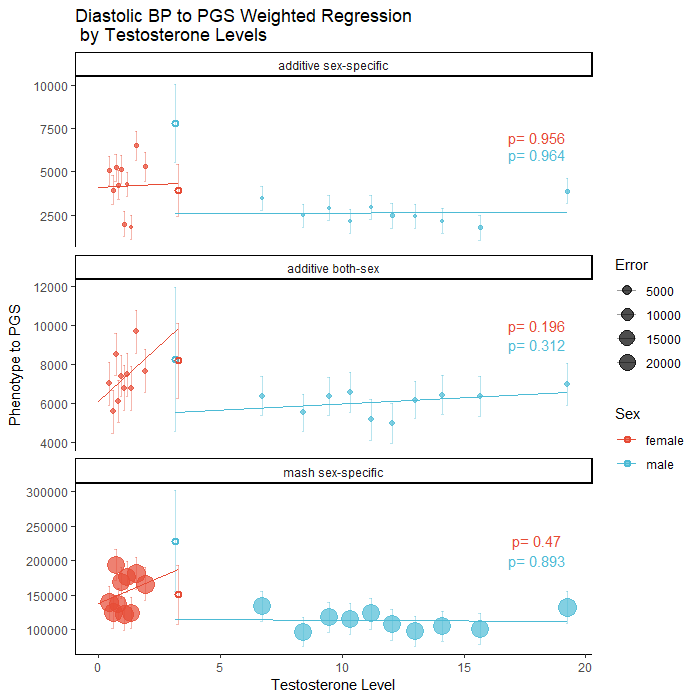 Diastolic BP to PGS Weighted Regression
by Testosterone Levels
additive sex-specific
10000
7500
5000
2500
p= 0.956
p= 0.964
additive both-sex
12000
10000
8000
6000
4000
p= 0.196
p= 0.312
mash sex-specific
300000
250000
200000
150000
100000
p= 0.47
p= 0.893
0
5
10
15
20
Testosterone Level
Phenotype to PGS
Error
5000
10000
15000
20000
Sex
female
male